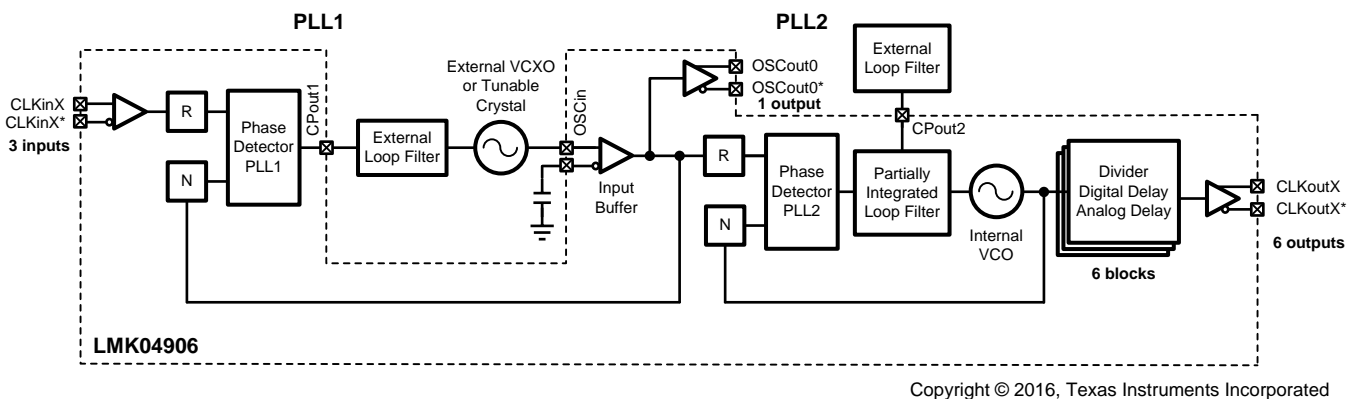 PLL1
PLL2
CLKinX
CLKinX*
3 inputs
R
N
Phase
Detector
PLL1
CPout1
External
Loop Filter
External VCXO
or Tunable
Crystal
OSCin
Input
Buffer
OSCout0
OSCout0*
1 output
R
N
Phase
Detector
PLL2
External
Loop Filter
CPout2
Partially
Integrated
Loop Filter
Internal
VCO
Divider
Digital Delay
Analog Delay
6 blocks
CLKoutX
CLKoutX*
6 outputs
LMK04906
Copyright © 2016, Texas Instruments Incorporated